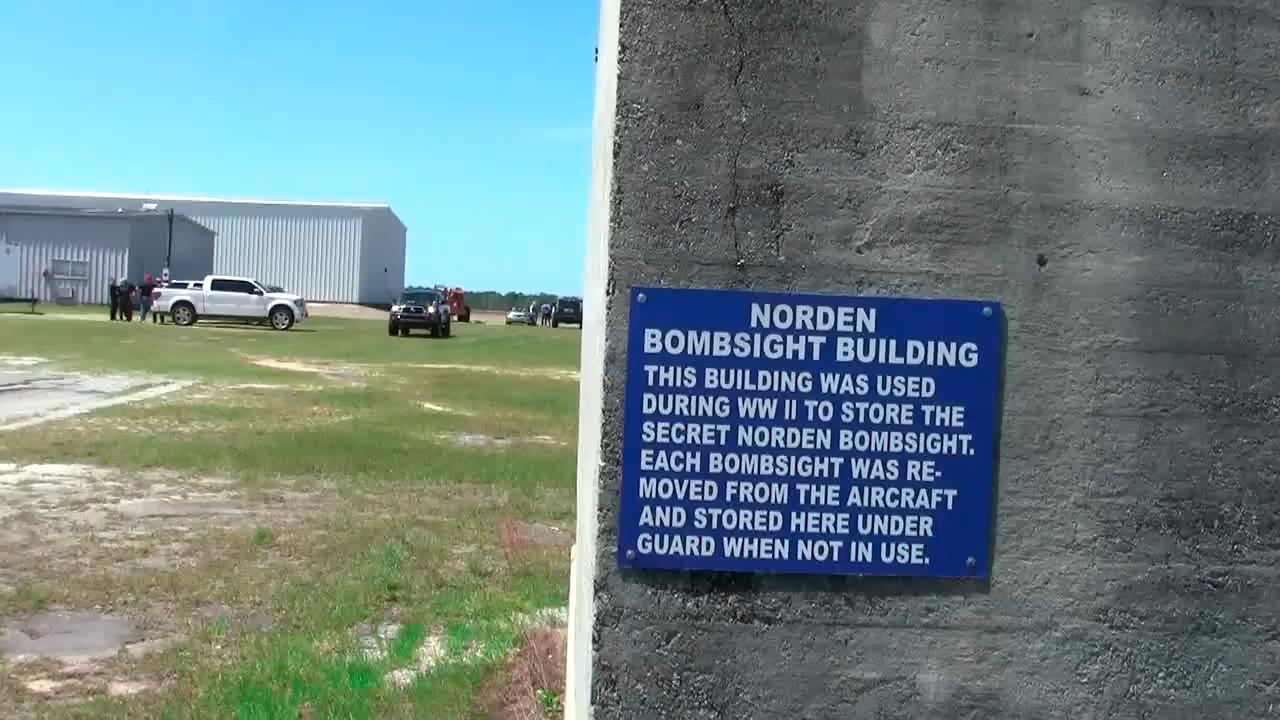 NORDEN
BOMBSIGHT BUILDING
THIS BUILDING WAS USED
DURING WW II TO STORE THE
SECRET NORDEN BOMBSIGHT.
EACH BOMBSIGHT WAS RE-
MOVED FROM THE AIRCRAFT
AND STORED HERE UNDER
GUARD WHEN NOT IN USE.